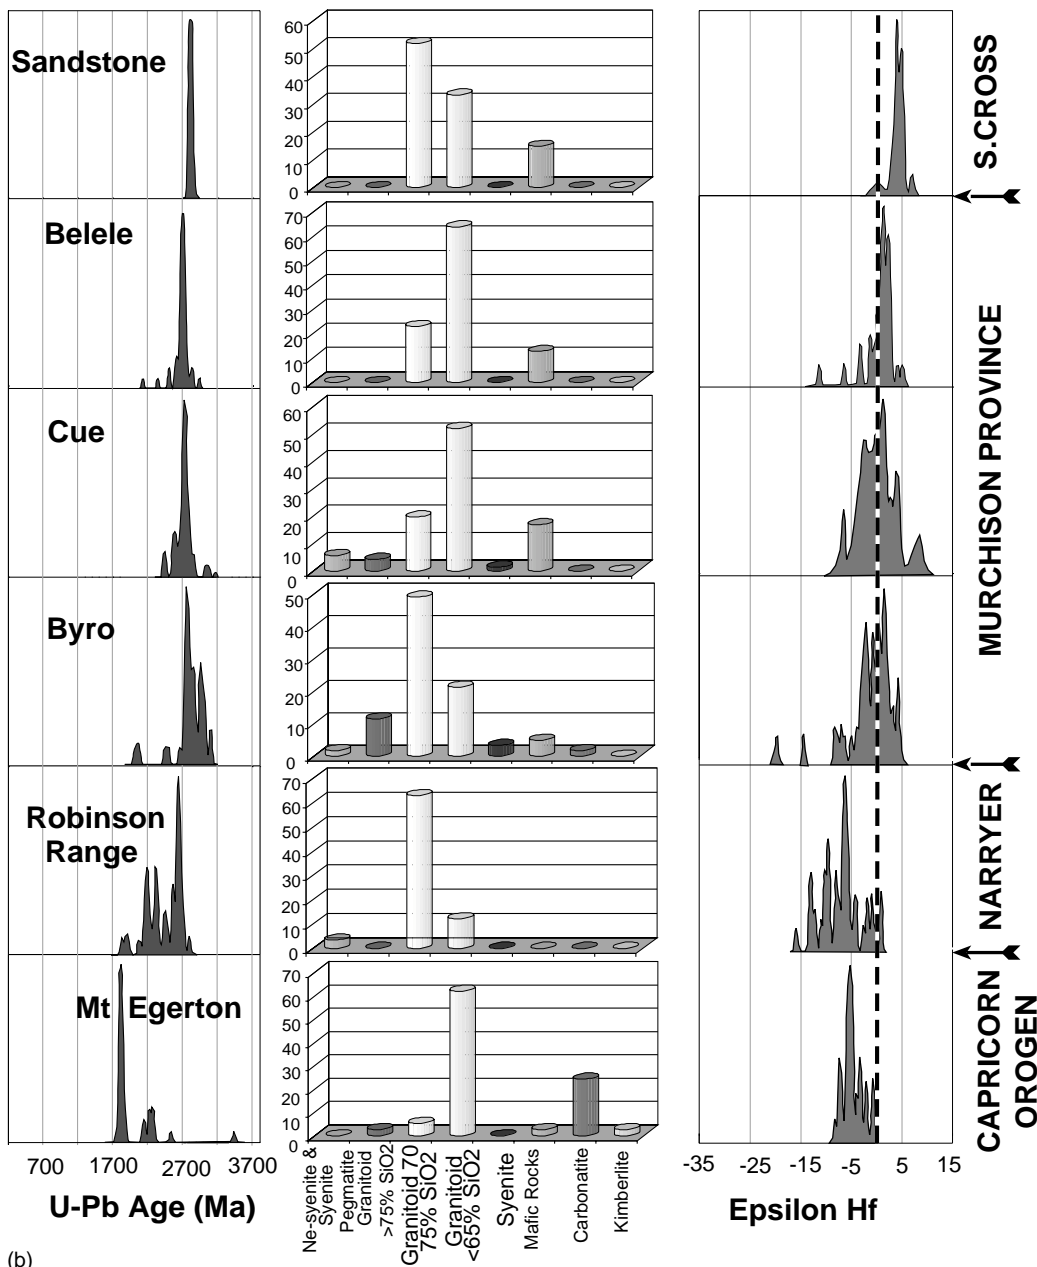 Sandstone
60
50
40
30
20
10
0
S.CROSS
Belele
70
60
50
40
30
20
10
0
MURCHISON PROVINCE
Cue
60
50
40
30
20
10
0
Byro
50
40
30
20
10
0
Robinson
Range
70
60
50
40
30
20
10
0
NARRYER
Mt Egerton
70
60
50
40
30
20
10
0
CAPRICORN
OROGEN
700 1700 2700 3700
U-Pb Age (Ma)
Ne-syenite &
Syenite
Pegmatite
Granitoid
>75% SiO2
Granitoid 70
75% SiO2
Granitoid
<65% SiO2
Syenite
Mafic Rocks
Carbonatite
Kimberlite
-35 -15 -5 5 15
Epsilon Hf
(b)